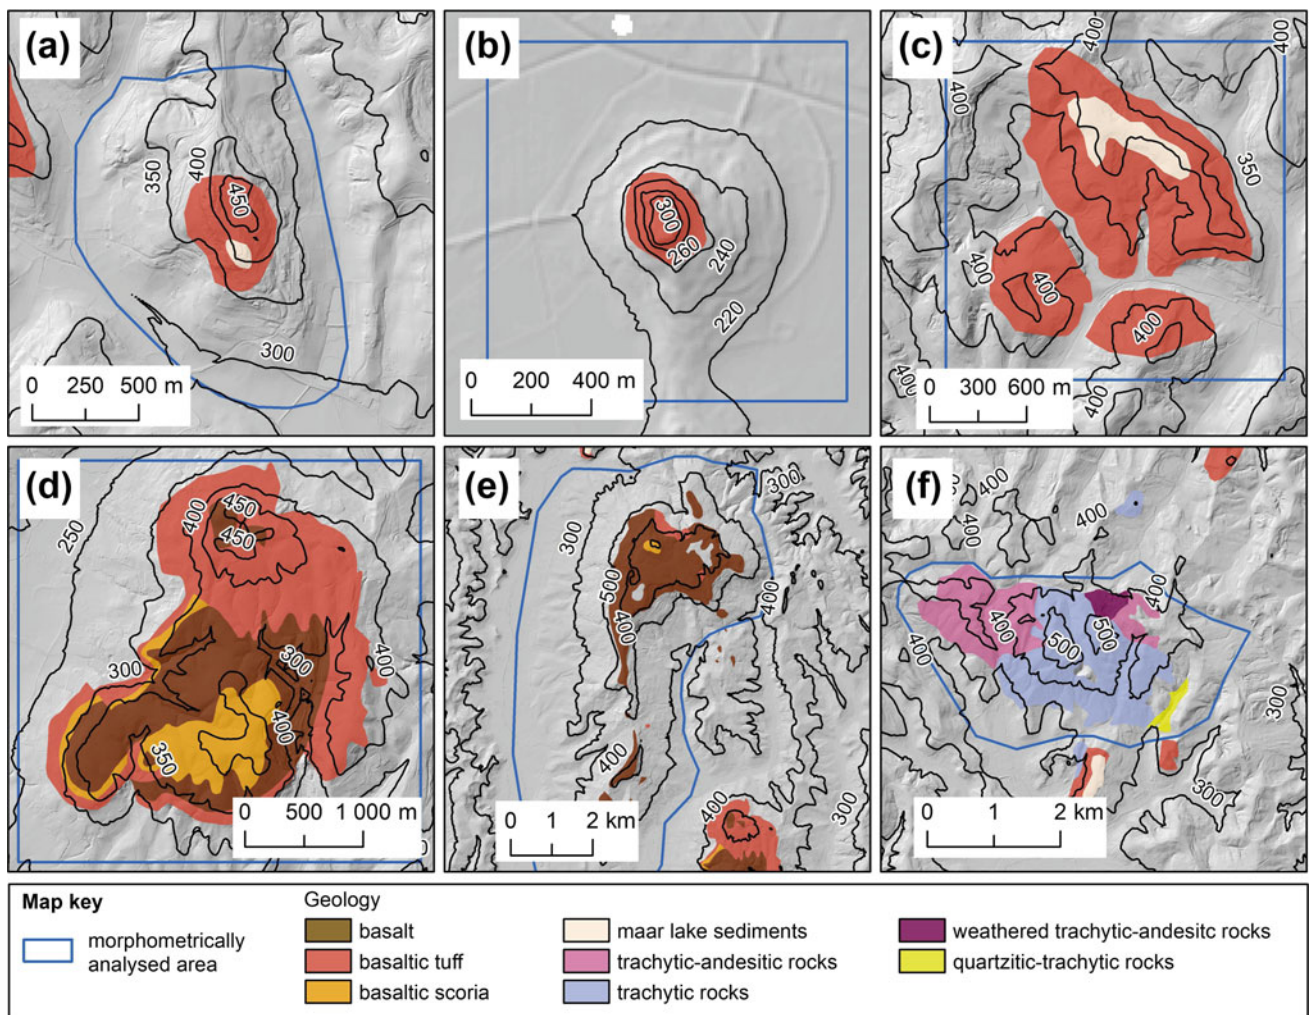 (a)
350
400
450
300
0 250 500 m
(b)
300
260
240
220
0 200 400 m
(c)
400
400
400
350
400
400
400
400
400
0 300 600 m
(d)
250
400
450
450
300
300
400
350
400
0 500 1 000 m
(e)
300
300
500
400
400
400
400
300
0 1 2 km
(f)
400
400
400
400
400
500
500
400
300
300
0 1 2 km
Map key
morphometrically
analysed area
Geology
basalt
basaltic tuff
basaltic scoria
maar lake sediments
trachytic-andesitic rocks
trachytic rocks
weathered trachytic-andesitc rocks
quartzitic-trachytic rocks